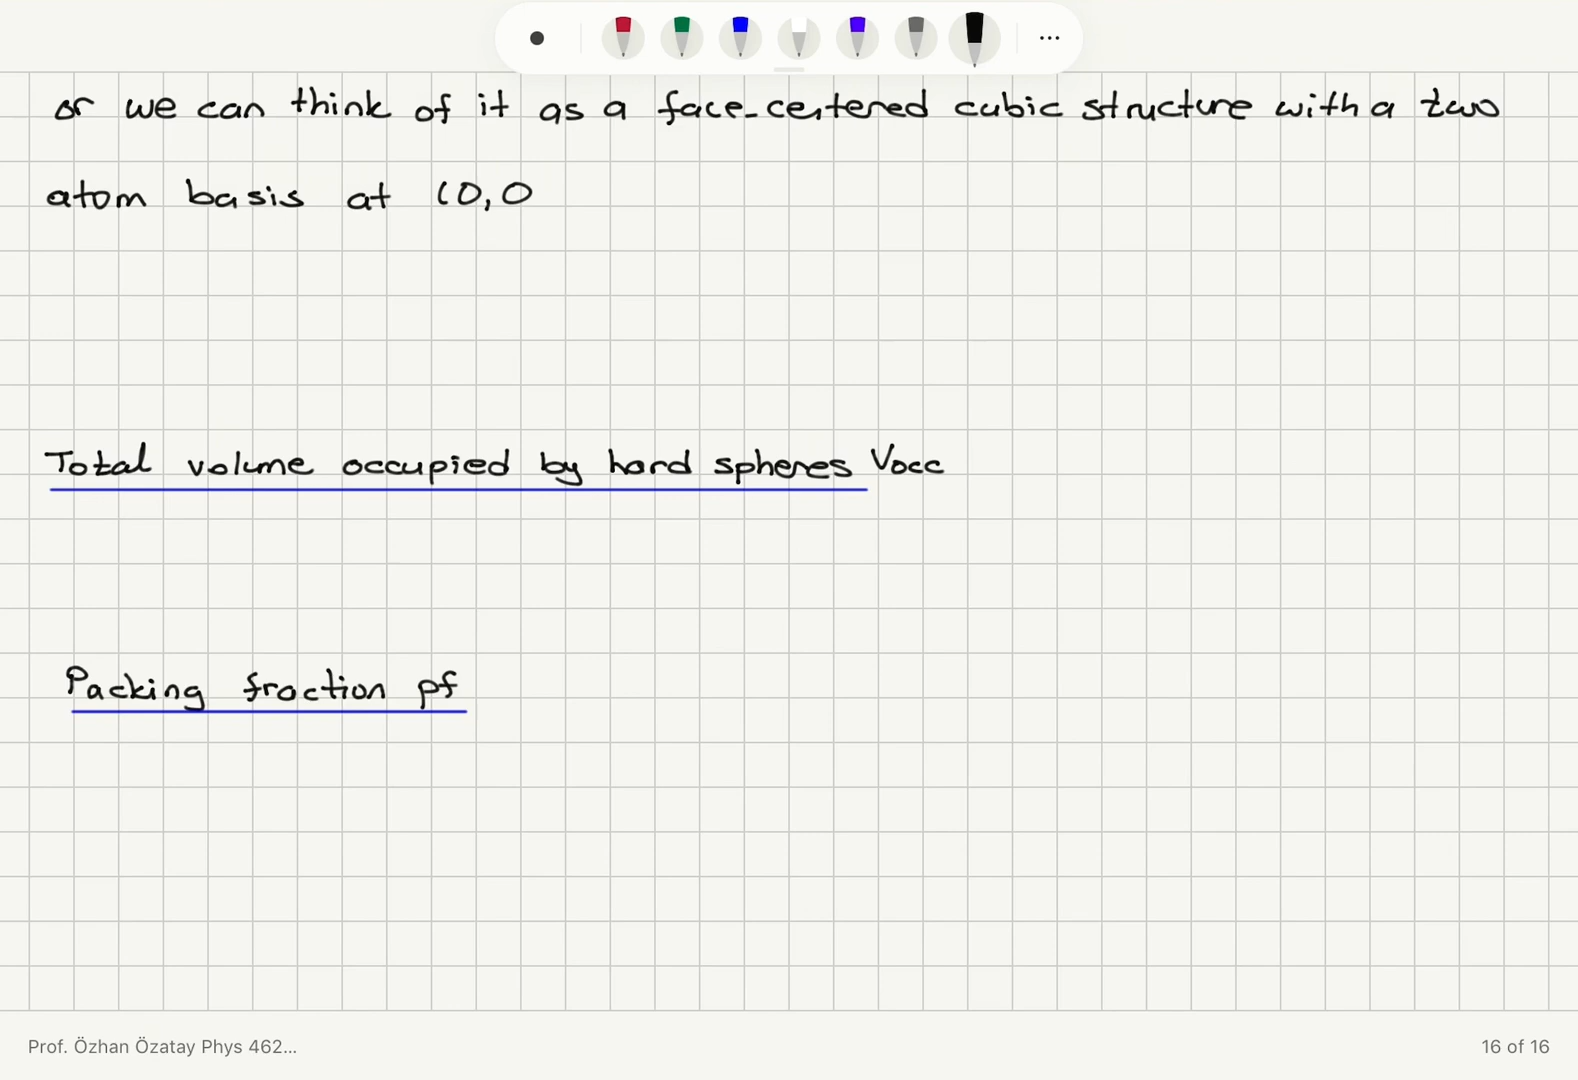 or we can think of it as a face-centered cubic structure with a two
atom basis at (0,0
Total volume occupied by hard spheres Vocc
Packing fraction pf
Prof. Özhan Özatay Phys 462...
16 of 16